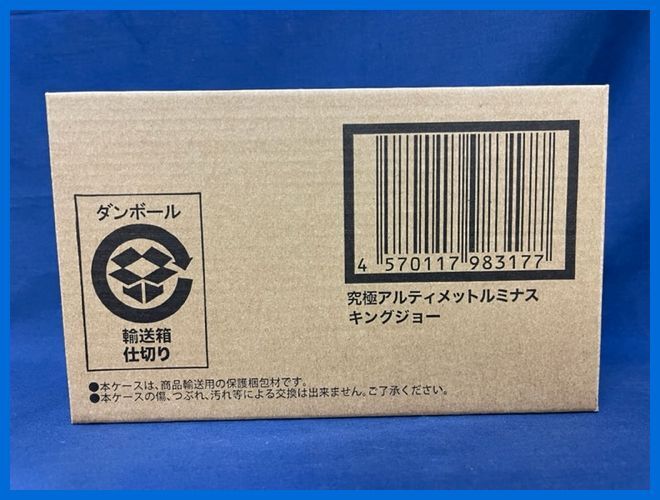 ダンボール
輸送箱
仕切り
4 570117 983177
究極アルティメットルミナス
キングジョー
●本ケースは、商品輸送用の保護梱包材です。
●本ケースの傷、つぶれ、汚れ等による交換は出来ません。ご了承ください。